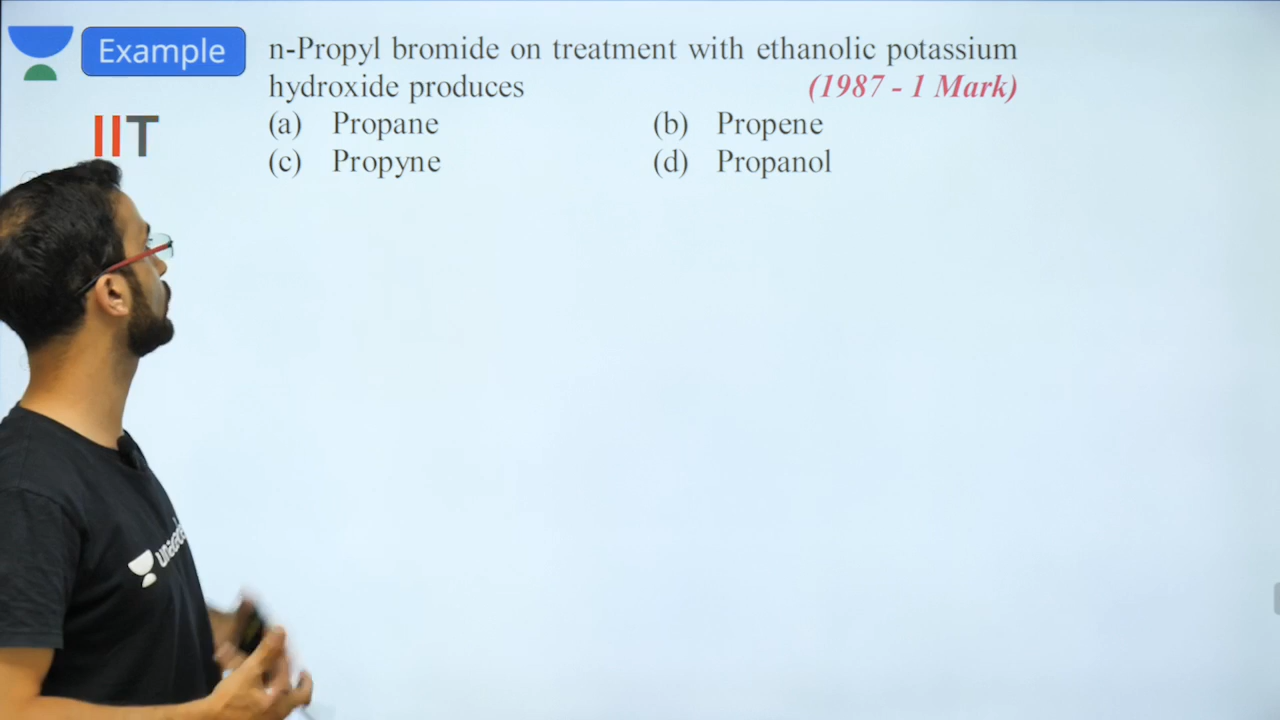 Example
n-Propyl bromide on treatment with ethanolic potassium
hydroxide produces (1987 - 1 Mark)
IIT
(a) Propane (b) Propene
(c) Propyne (d) Propanol